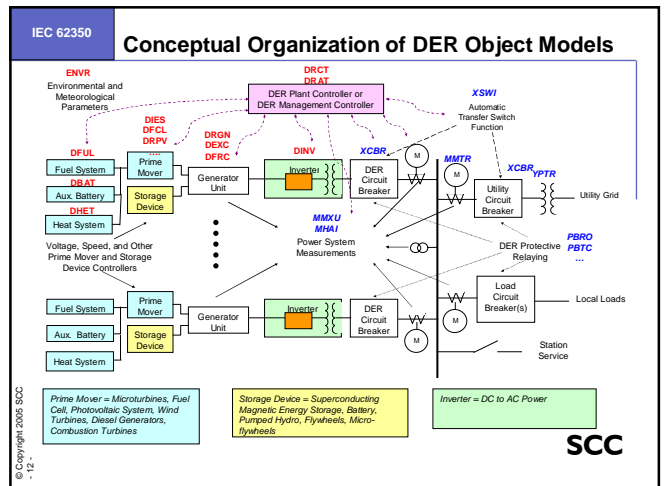 IEC 62350
Conceptual Organization of DER Object Models
ENVR
Environmental and
Meteorological
Parameters
DRCT
DRAT
DER Plant Controller or
DER Management Controller
XSWI
Automatic
Transfer Switch
Function
DIES
DFCL
DRPV
....
DRGN
DEXC
DFRC
DINV
XCBR
M
MMTR
M
XCBR
YPTR
DFUL
Fuel System
DBAT
Aux. Battery
DHET
Heat System
Prime
Mover
Storage
Device
Generator
Unit
Inverter
DER
Circuit
Breaker
Utility
Circuit
Breaker
Utility Grid
MMXU
MHAI
Power System
Measurements
Voltage, Speed, and Other
Prime Mover and Storage
Device Controllers
DER Protective
Relaying
PBRO
PBTC
...
Fuel System
Aux. Battery
Heat System
Prime
Mover
Storage
Device
Generator
Unit
Inverter
DER
Circuit
Breaker
M
M
Load
Circuit
Breaker(s)
Local Loads
Station
Service
Prime Mover = Microturbines, Fuel
Cell, Photovoltaic System, Wind
Turbines, Diesel Generators,
Combustion Turbines
Storage Device = Superconducting
Magnetic Energy Storage, Battery,
Pumped Hydro, Flywheels, Micro-
flywheels
Inverter = DC to AC Power
SCC
© Copyright 2005 SCC
- 12 -